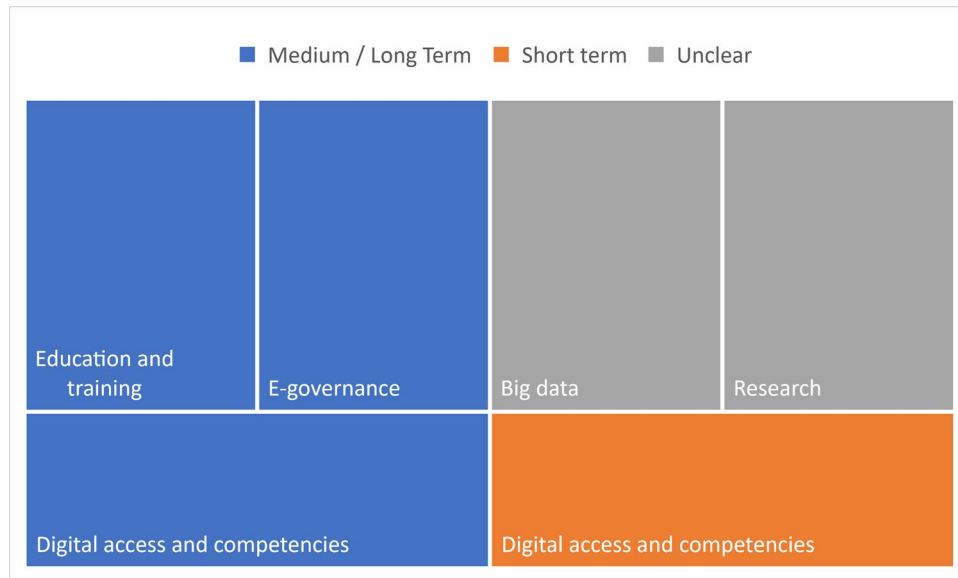 Medium / Long Term Short term Unclear
Education and
training
E-governance
Big data
Research
Digital access and competencies
Digital access and competencies